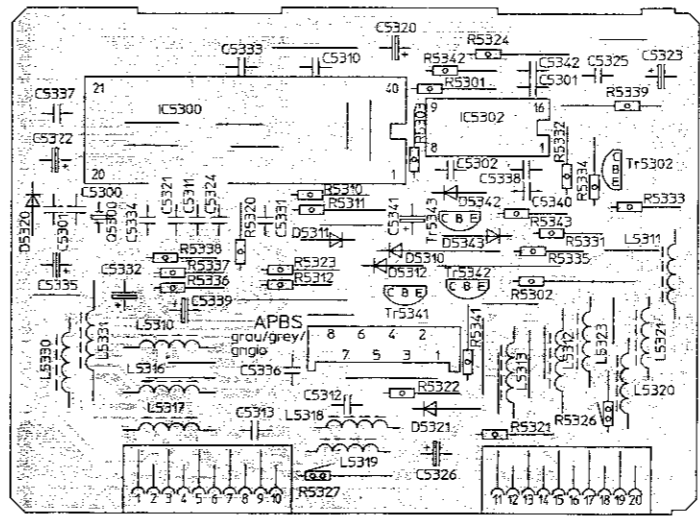 C5320
R5324
C5333
C5310
R5342
C5342
C5325
C5323
R5301
C5301
R5339
C5337
21
40
IC5300
20
1
R5303
9
16
IC5302
8
1
R5332
R5334
Tr5302
C B E
C5322
C5302
C5338
D5320
C5301
C5300
Q5300
C5334
C5321
C5311
C5324
R5320
C5331
R5310
R5311
D5311
C5341
Tr5343
D5342
C B E
D5343
C5340
R5343
R5331
R5335
R5333
L5311
C5335
R5338
R5337
R5336
R5323
R5312
D5310
D5312
Tr5342
C B E
C B E
Tr5341
R5302
C5332
C5339
L5310
L5330
L5331
L5316
L5317
APBS
grau/grey/
gngio
8 6 4 2
7 5 3 1
R5341
C5336
L5313
L5312
L5323
L5321
L5320
R5322
C5312
C5313
L5318
D5321
R5321
R5326
L5319
C5326
R5327
1 2 3 4 5 6 7 8 9 10
11 12 13 14 15 16 17 18 19 20